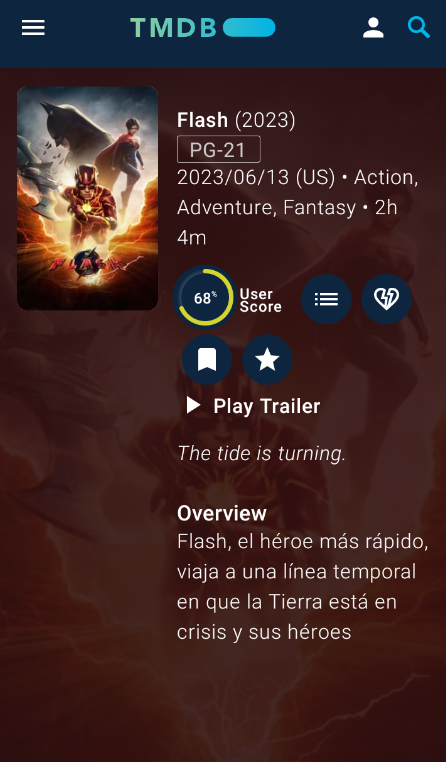 TMDB
Flash (2023)
PG-21
2023/06/13 (US) • Action,
Adventure, Fantasy • 2h
4m
68%
User
Score
Play Trailer
The tide is turning.
Overview
Flash, el héroe más rápido,
viaja a una línea temporal
en que la Tierra está en
crisis y sus héroes